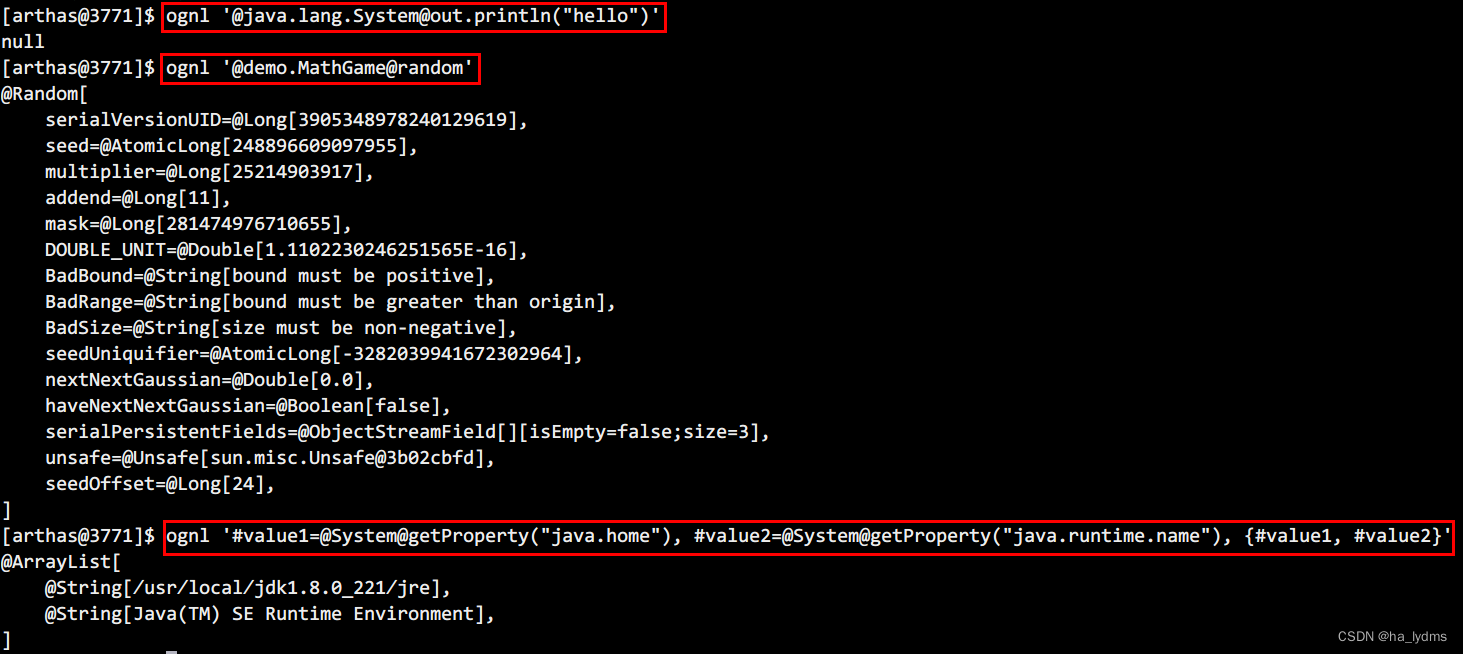 [arthas@3771]$ ognl '@java.lang.System@out.println("hello")'
null
[arthas@3771]$ ognl '@demo.MathGame@random'
@Random[
    serialVersionUID=@Long[3905348978240129619],
    seed=@AtomicLong[248896609097955],
    multiplier=@Long[25214903917],
    addend=@Long[11],
    mask=@Long[281474976710655],
    DOUBLE_UNIT=@Double[1.1102230246251565E-16],
    BadBound=@String[bound must be positive],
    BadRange=@String[bound must be greater than origin],
    BadSize=@String[size must be non-negative],
    seedUniquifier=@AtomicLong[-3282039941672302964],
    nextNextGaussian=@Double[0.0],
    haveNextNextGaussian=@Boolean[false],
    serialPersistentFields=@ObjectStreamField[][isEmpty=false;size=3],
    unsafe=@Unsafe[sun.misc.Unsafe@3b02cbfd],
    seedOffset=@Long[24],
]
[arthas@3771]$ ognl '#value1=@System@getProperty("java.home"), #value2=@System@getProperty("java.runtime.name"), {#value1, #value2}'
@ArrayList[
    @String[/usr/local/jdk1.8.0_221/jre],
    @String[Java(TM) SE Runtime Environment],
]
CSDN @ha_lydms